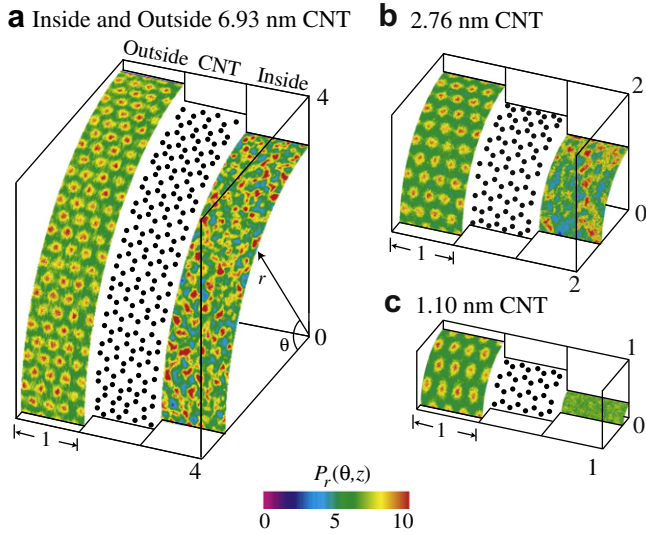 a Inside and Outside 6.93 nm CNT
Outside CNT Inside
4
r
θ
0
1
4
b 2.76 nm CNT
2
0
1
2
c 1.10 nm CNT
1
0
1
1
Pr(θ,z)
0 5 10